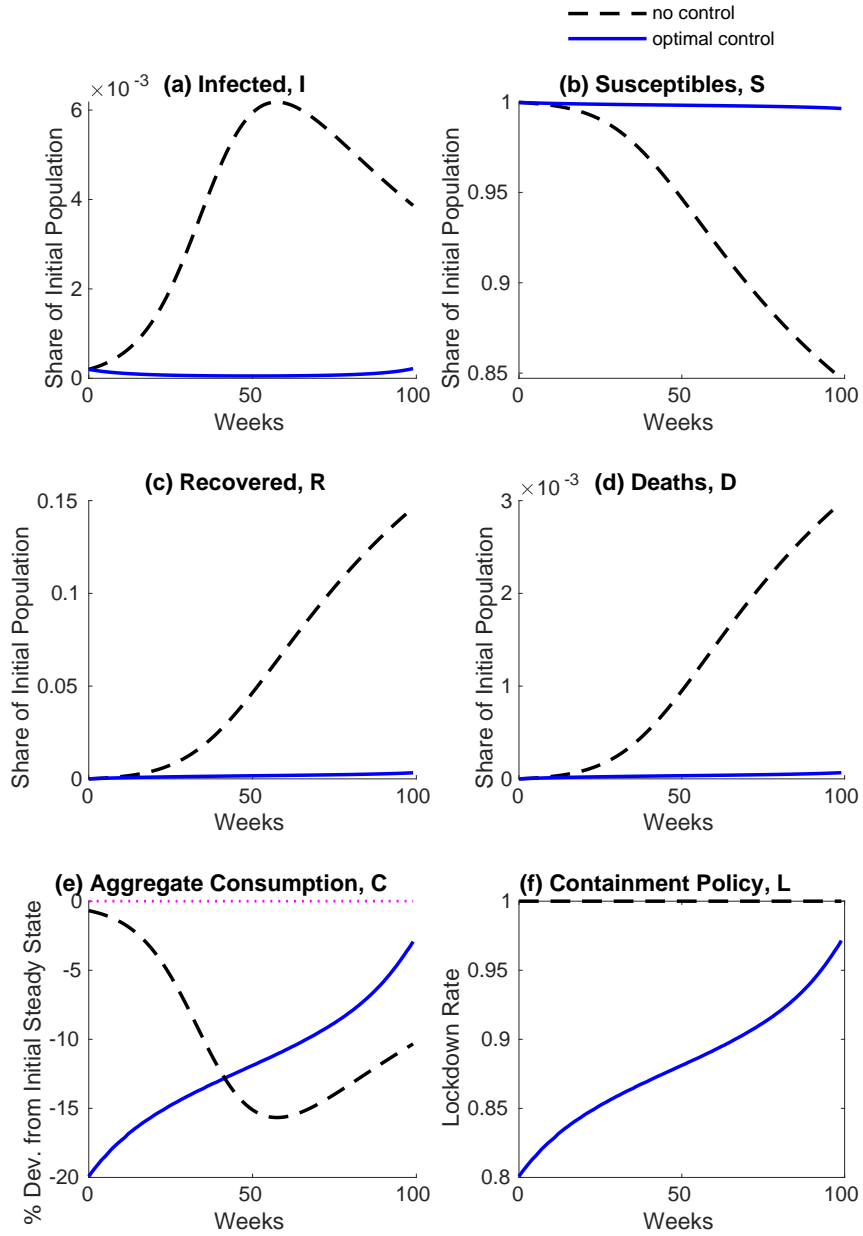 no control
optimal control
×10 -3
(a) Infected, I
6
4
2
0
0
50
100
Share of Initial Population
Weeks
(b) Susceptibles, S
1
0.95
0.9
0.85
0
50
100
Share of Initial Population
Weeks
(c) Recovered, R
0.15
0.1
0.05
0
0
50
100
Share of Initial Population
Weeks
×10 -3
(d) Deaths, D
3
2
1
0
0
50
100
Share of Initial Population
Weeks
(e) Aggregate Consumption, C
0
-5
-10
-15
-20
0
50
100
% Dev. from Initial Steady State
Weeks
(f) Containment Policy, L
1
0.95
0.9
0.85
0.8
0
50
100
Lockdown Rate
Weeks